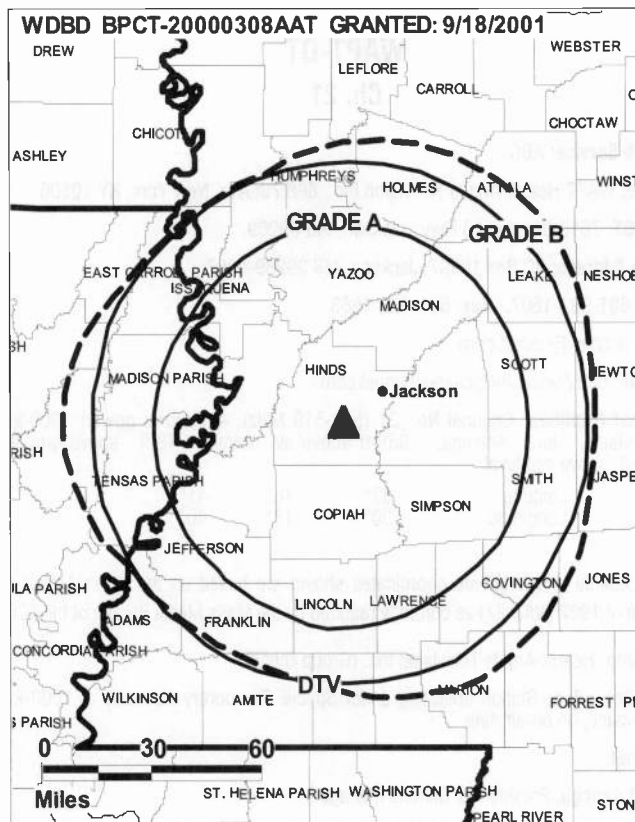 WDBD BPCT-20000308AAT GRANTED: 9/18/2001
DREW
WEBSTER
LEFLORE
CARROLL
CHOCTAW
CHICOT
ASHLEY
HUMPHREYS
HOLMES
ATTALA
WINST
GRADE A
GRADE B
EAST CARROLL PARISH
ISSAQUENA
YAZOO
LEAKE
NESHOB
MADISON
HINDS
SCOTT
NEWTO
MADISON PARISH
Jackson
RISH
TENSAS PARISH
SMITH
JASPE
SIMPSON
COPIAH
JEFFERSON
COVINGTON
JONES
ULA PARISH
LINCOLN
LAWRENCE
ADAMS
FRANKLIN
CONCORDIA PARISH
DTV
MARION
WILKINSON
AMITE
FORREST
PE
S PARISH
0 30 60
Miles
ST. HELENA PARISH
WASHINGTON PARISH
PEARL RIVER
STON